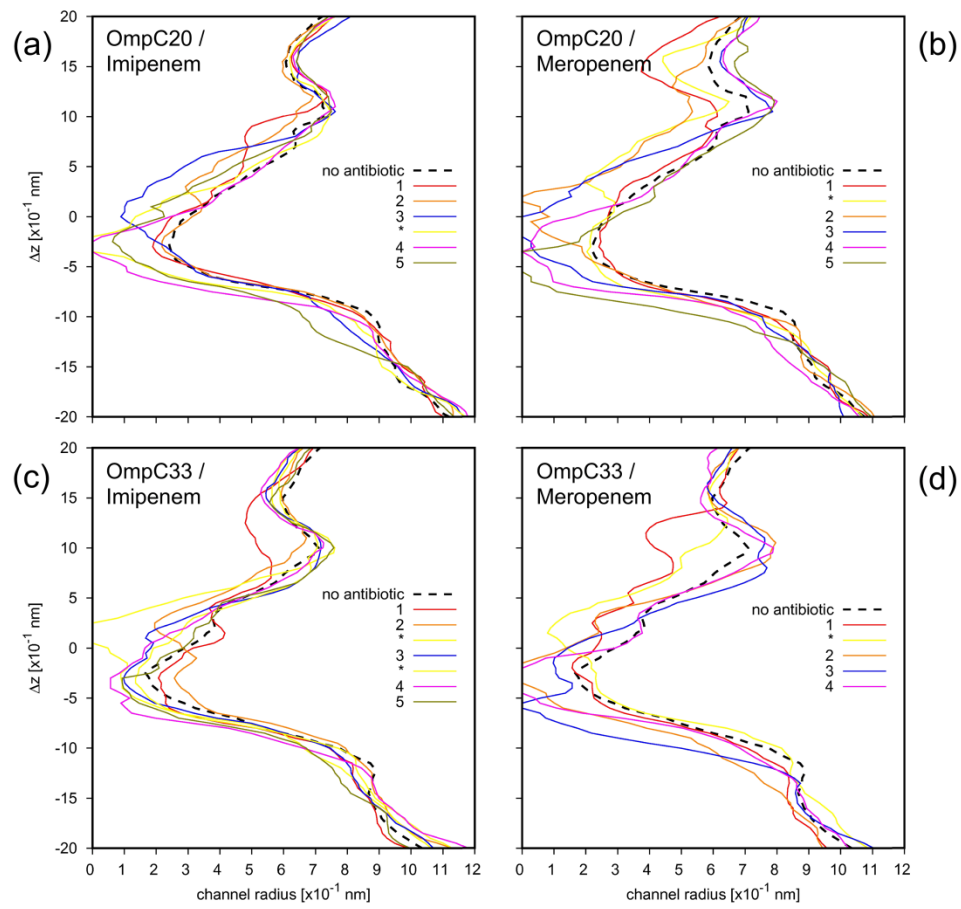 (a)
OmpC20 /
Imipenem
20
15
10
5
0
-5
-10
-15
-20
Δz [x10⁻¹ nm]
no antibiotic
1
2
3
*
4
5
(b)
OmpC20 /
Meropenem
no antibiotic
1
*
2
3
4
5
(c)
OmpC33 /
Imipenem
20
15
10
5
0
-5
-10
-15
-20
Δz [x10⁻¹ nm]
no antibiotic
1
2
*
3
*
4
5
0 1 2 3 4 5 6 7 8 9 10 11 12
channel radius [x10⁻¹ nm]
(d)
OmpC33 /
Meropenem
no antibiotic
1
*
2
3
4
0 1 2 3 4 5 6 7 8 9 10 11 12
channel radius [x10⁻¹ nm]